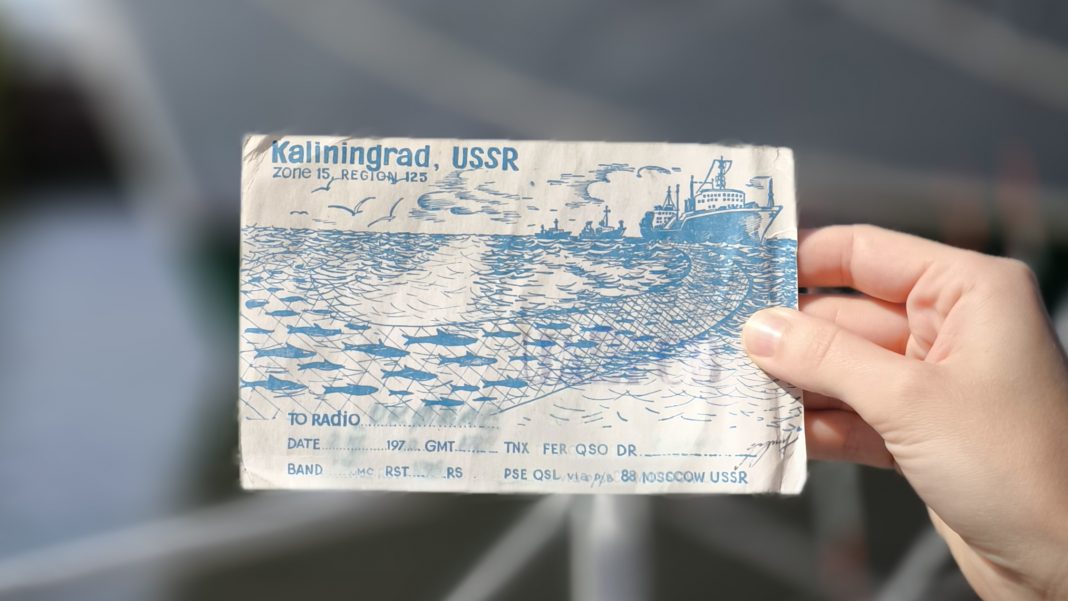 Kaliningrad, USSR
zone 15, REGION 125
TO RADIO
DATE 197 GMT TNX FER QSO DR
BAND MC RST RS PSE QSL via p/B 88 MOSCCOW USSR